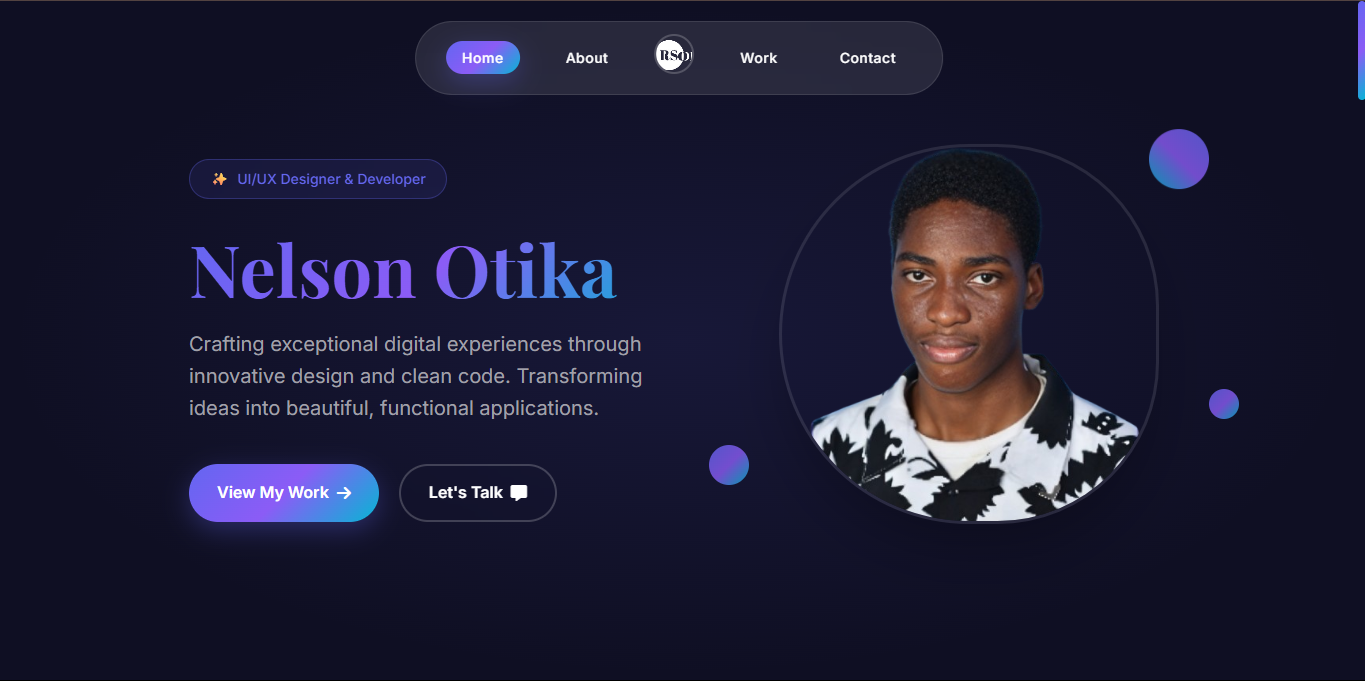 Home
About
Work
Contact
✨ UI/UX Designer & Developer
Nelson Otika
Crafting exceptional digital experiences through
innovative design and clean code. Transforming
ideas into beautiful, functional applications.
View My Work →
Let's Talk